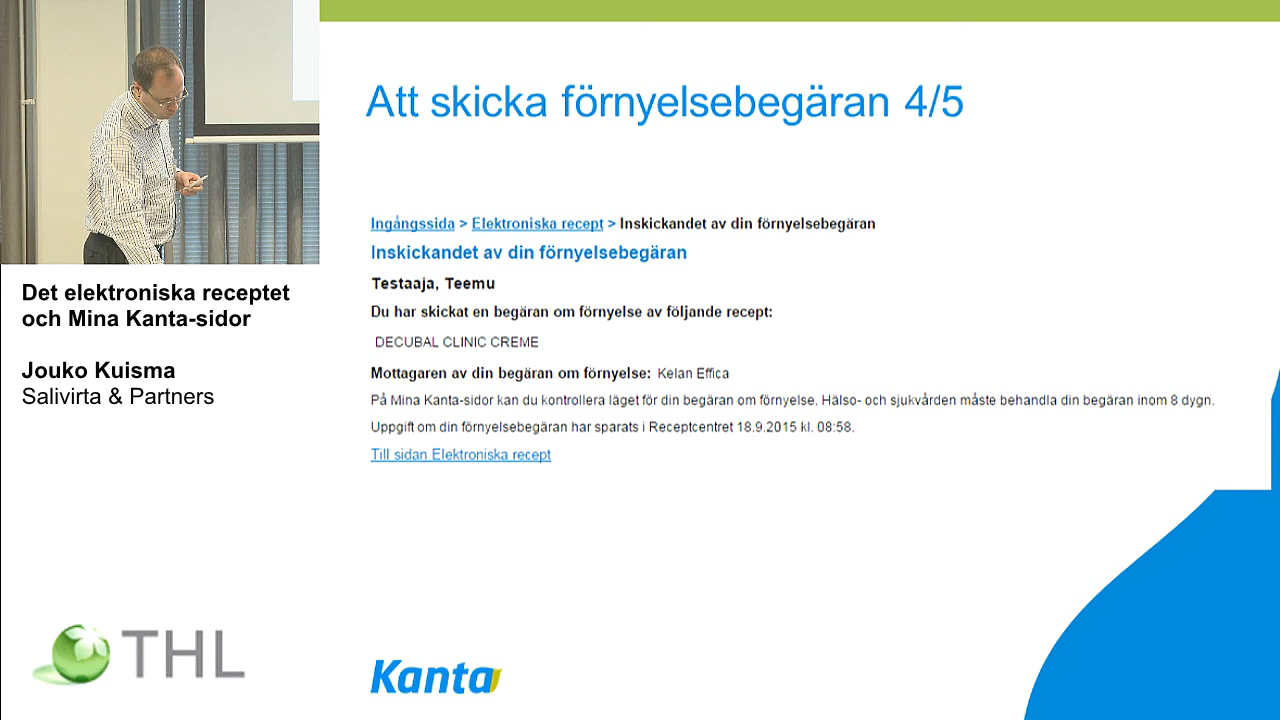 Att skicka förnyelsebegäran 4/5
Ingångssida > Elektroniska recept > Inskickandet av din förnyelsebegäran
Inskickandet av din förnyelsebegäran
Testaaja, Teemu
Du har skickat en begäran om förnyelse av följande recept:
DECUBAL CLINIC CREME
Mottagaren av din begäran om förnyelse: Kelan Effica
På Mina Kanta-sidor kan du kontrollera läget för din begäran om förnyelse. Hälso- och sjukvården måste behandla din begäran inom 8 dygn.
Uppgift om din förnyelsebegäran har sparats i Receptcentret 18.9.2015 kl. 08:58.
Till sidan Elektroniska recept
Det elektroniska receptet
och Mina Kanta-sidor
Jouko Kuisma
Salivirta & Partners
THL
Kanta